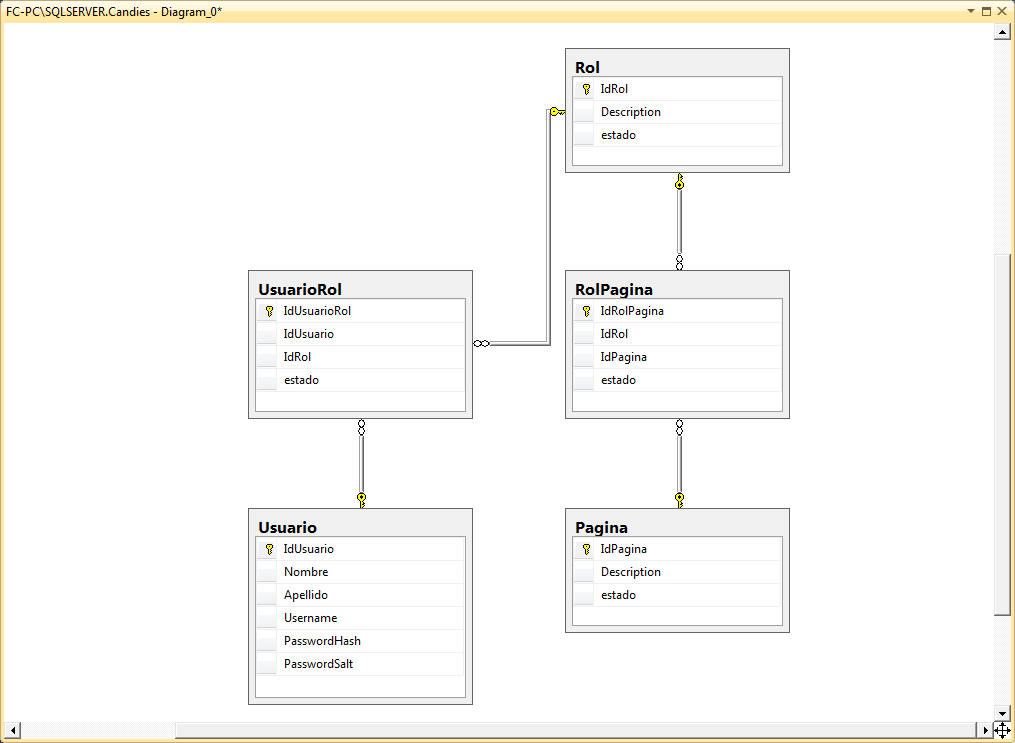 FC-PC\SQLSERVER.Candies - Diagram_0*
Rol
IdRol
Description
estado
UsuarioRol
IdUsuarioRol
IdUsuario
IdRol
estado
RolPagina
IdRolPagina
IdRol
IdPagina
estado
Usuario
IdUsuario
Nombre
Apellido
Username
PasswordHash
PasswordSalt
Pagina
IdPagina
Description
estado